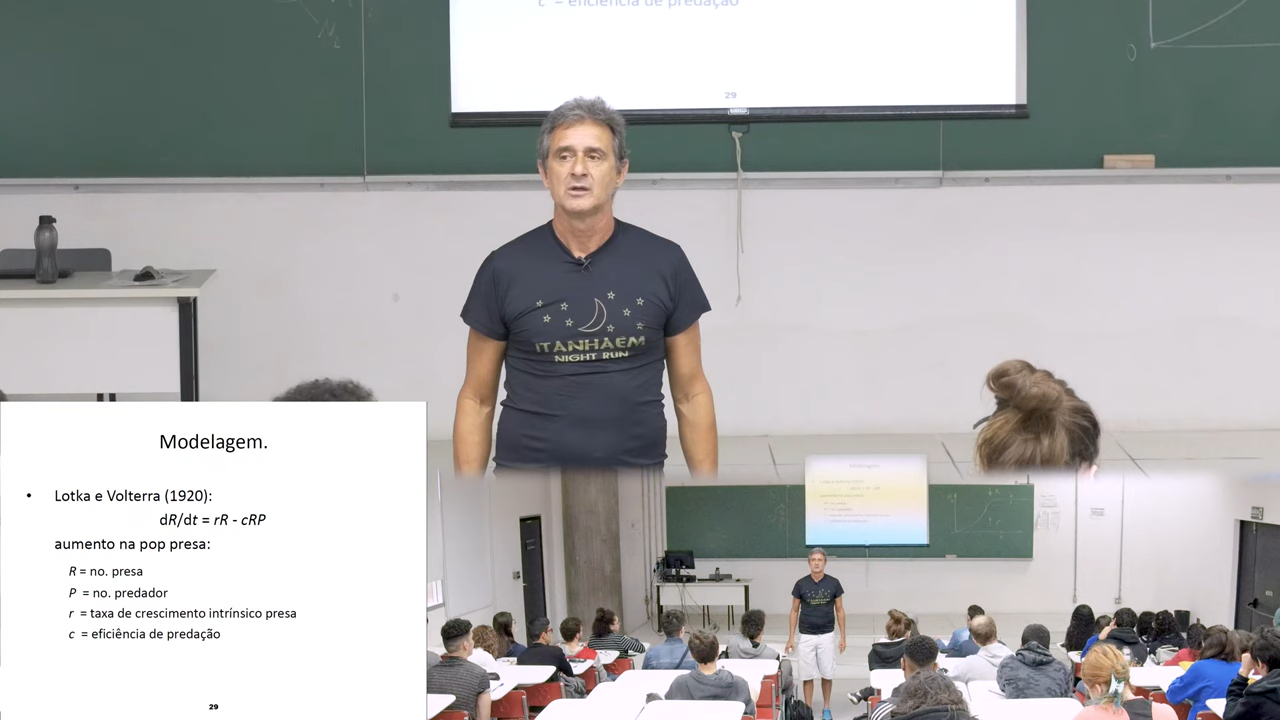 c = eficiência de predação
29
ITANHAEM
NIGHT RUN
Modelagem.
• Lotka e Volterra (1920):
dR/dt = rR - cRP
aumento na pop presa:
R = no. presa
P = no. predador
r = taxa de crescimento intrínsico presa
c = eficiência de predação
29